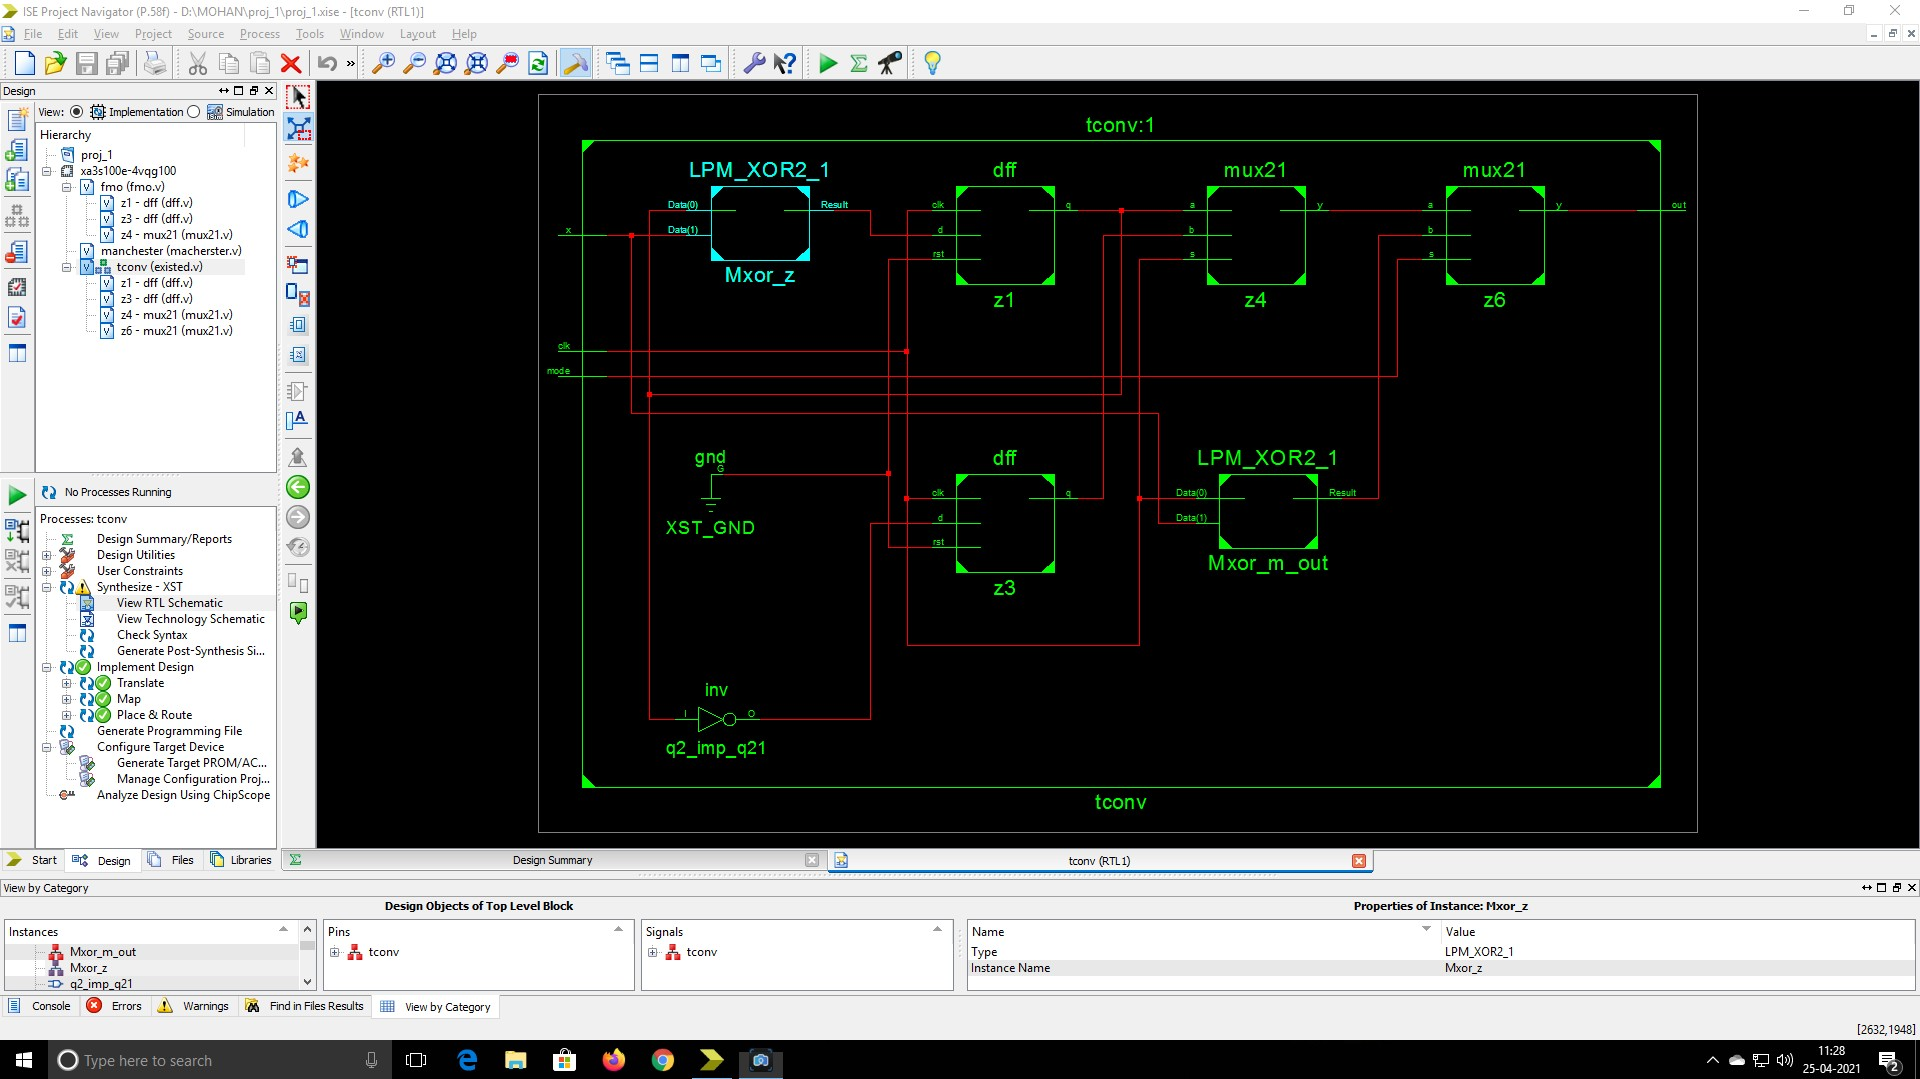 ISE Project Navigator (P.58f) - D:\MOHAN\proj_1\proj_1.xise - [tconv (RTL1)]
File Edit View Project Source Process Tools Window Layout Help
Design
View: Implementation Simulation
Hierarchy
proj_1
xa3s100e-4vqg100
fmo (fmo.v)
z1 - dff (dff.v)
z3 - dff (dff.v)
z4 - mux21 (mux21.v)
manchester (macherster.v)
tconv (existed.v)
z1 - dff (dff.v)
z3 - dff (dff.v)
z4 - mux21 (mux21.v)
z6 - mux21 (mux21.v)
No Processes Running
Processes: tconv
Design Summary/Reports
Design Utilities
User Constraints
Synthesize - XST
View RTL Schematic
View Technology Schematic
Check Syntax
Generate Post-Synthesis Si...
Implement Design
Translate
Map
Place & Route
Generate Programming File
Configure Target Device
Generate Target PROM/AC...
Manage Configuration Proj...
Analyze Design Using ChipScope
Start Design Files Libraries
tconv:1
LPM_XOR2_1 dff mux21 mux21
Data(0) Result clk q a y a y out
x Data(1) d b b
rst s s
Mxor_z z1 z4 z6
clk
mode
gnd dff LPM_XOR2_1
G
clk q Data(0) Result
d Data(1)
XST_GND rst
Mxor_m_out
z3
inv
I O
q2_imp_q21
tconv
Design Summary tconv (RTL1)
View by Category
Design Objects of Top Level Block Properties of Instance: Mxor_z
Instances Pins Signals Name Value
Mxor_m_out tconv tconv Type LPM_XOR2_1
Mxor_z Instance Name Mxor_z
q2_imp_q21
Console Errors Warnings Find in Files Results View by Category
[2632,1948]
Type here to search
11:28
25-04-2021
2